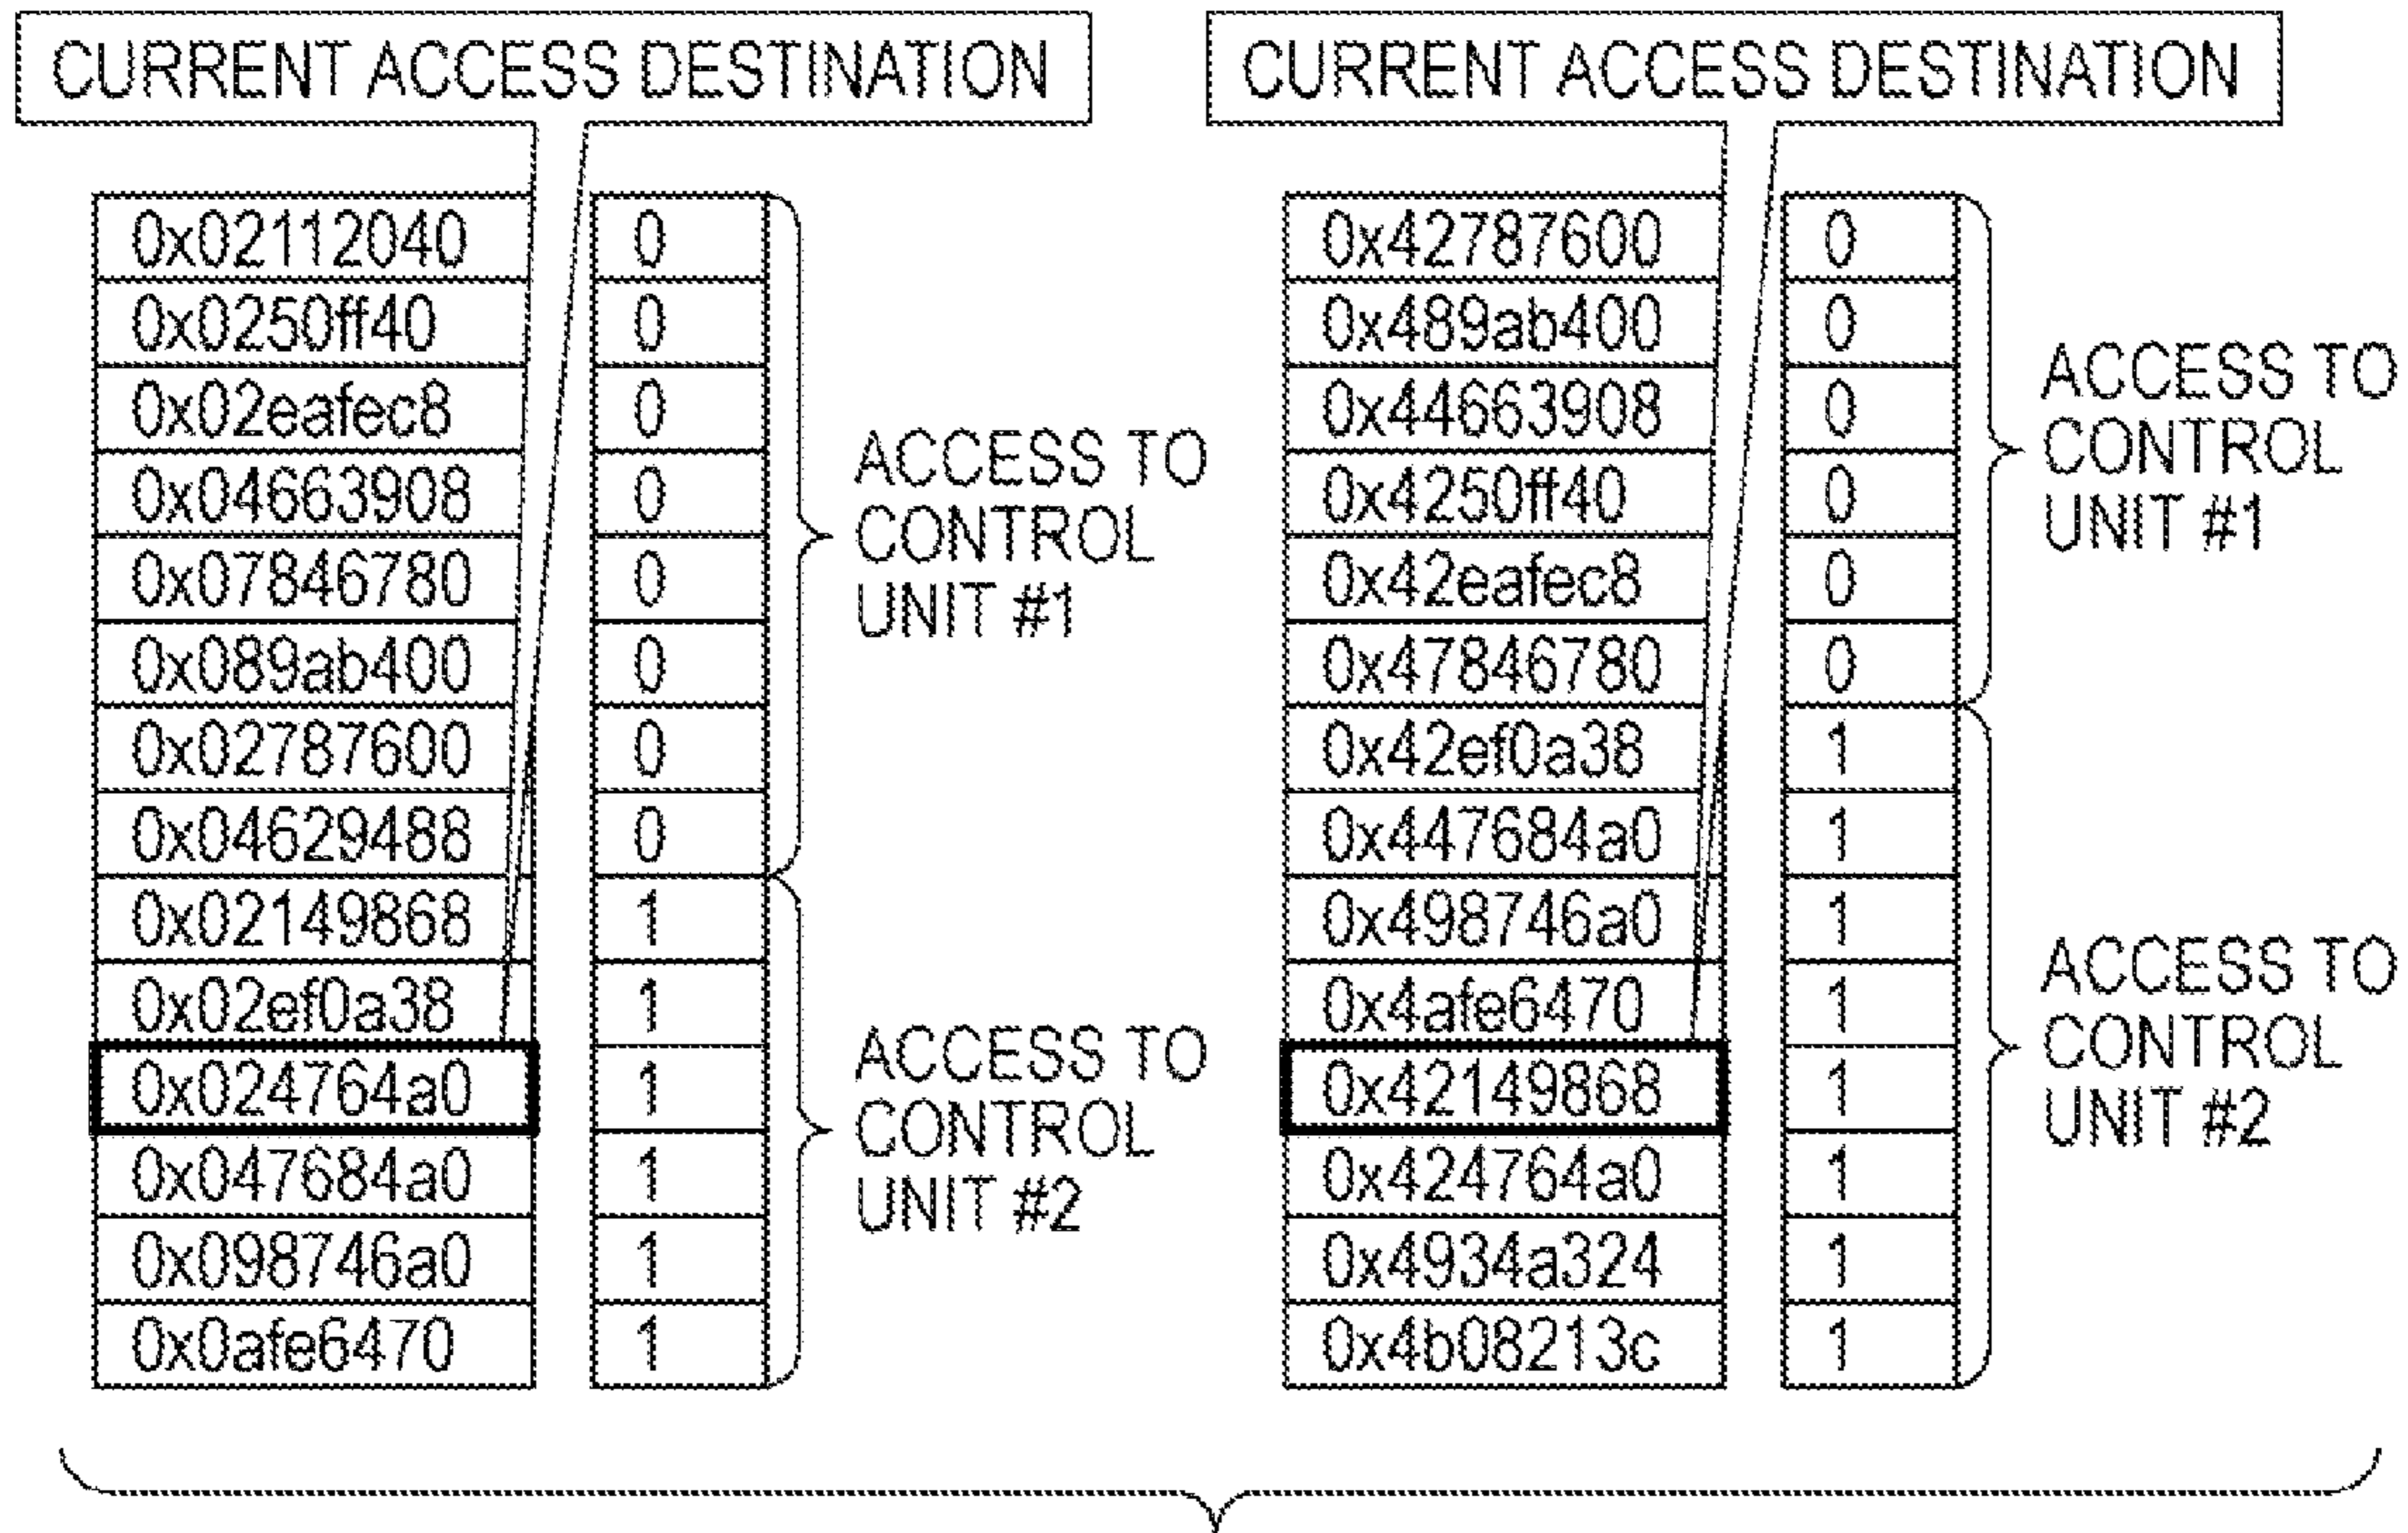 CURRENT ACCESS DESTINATION
0x02112040 0
0x0250ff40 0
0x02eafec8 0
0x04663908 0
0x07846780 0
0x089ab400 0
0x02787600 0
0x04629488 0
ACCESS TO
CONTROL
UNIT #1
0x02149868 1
0x02ef0a38 1
0x024764a0 1
0x047684a0 1
0x098746a0 1
0x0afe6470 1
ACCESS TO
CONTROL
UNIT #2
CURRENT ACCESS DESTINATION
0x42787600 0
0x489ab400 0
0x44663908 0
0x4250ff40 0
0x42eafec8 0
0x47846780 0
ACCESS TO
CONTROL
UNIT #1
0x42ef0a38 1
0x447684a0 1
0x498746a0 1
0x4afe6470 1
0x42149868 1
0x424764a0 1
0x4934a324 1
0x4b08213c 1
ACCESS TO
CONTROL
UNIT #2